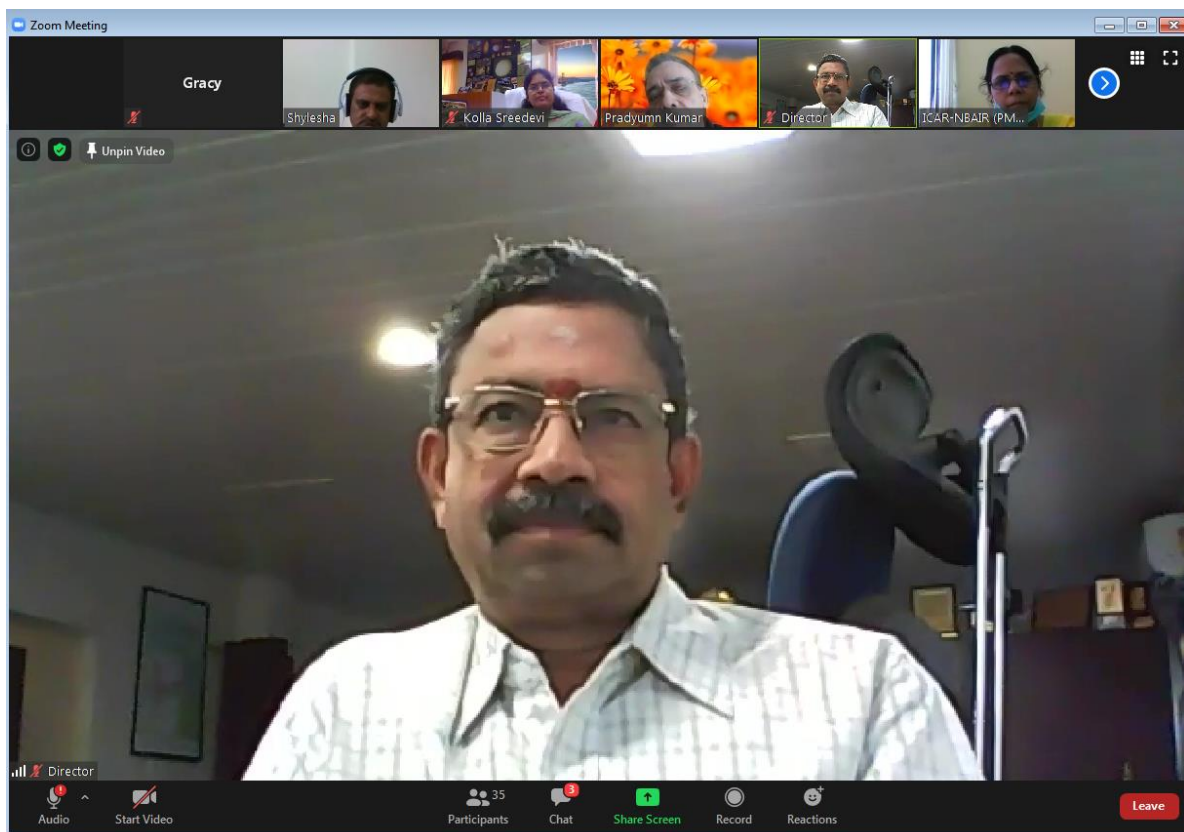 Zoom Meeting
Gracy
Shylesha
Kolla Sreedevi
Pradyumn Kumar
Director
ICAR-NBAIR (PM...
Unpin Video
Director
Audio
Start Video
35
Participants
3
Chat
Share Screen
Record
Reactions
Leave